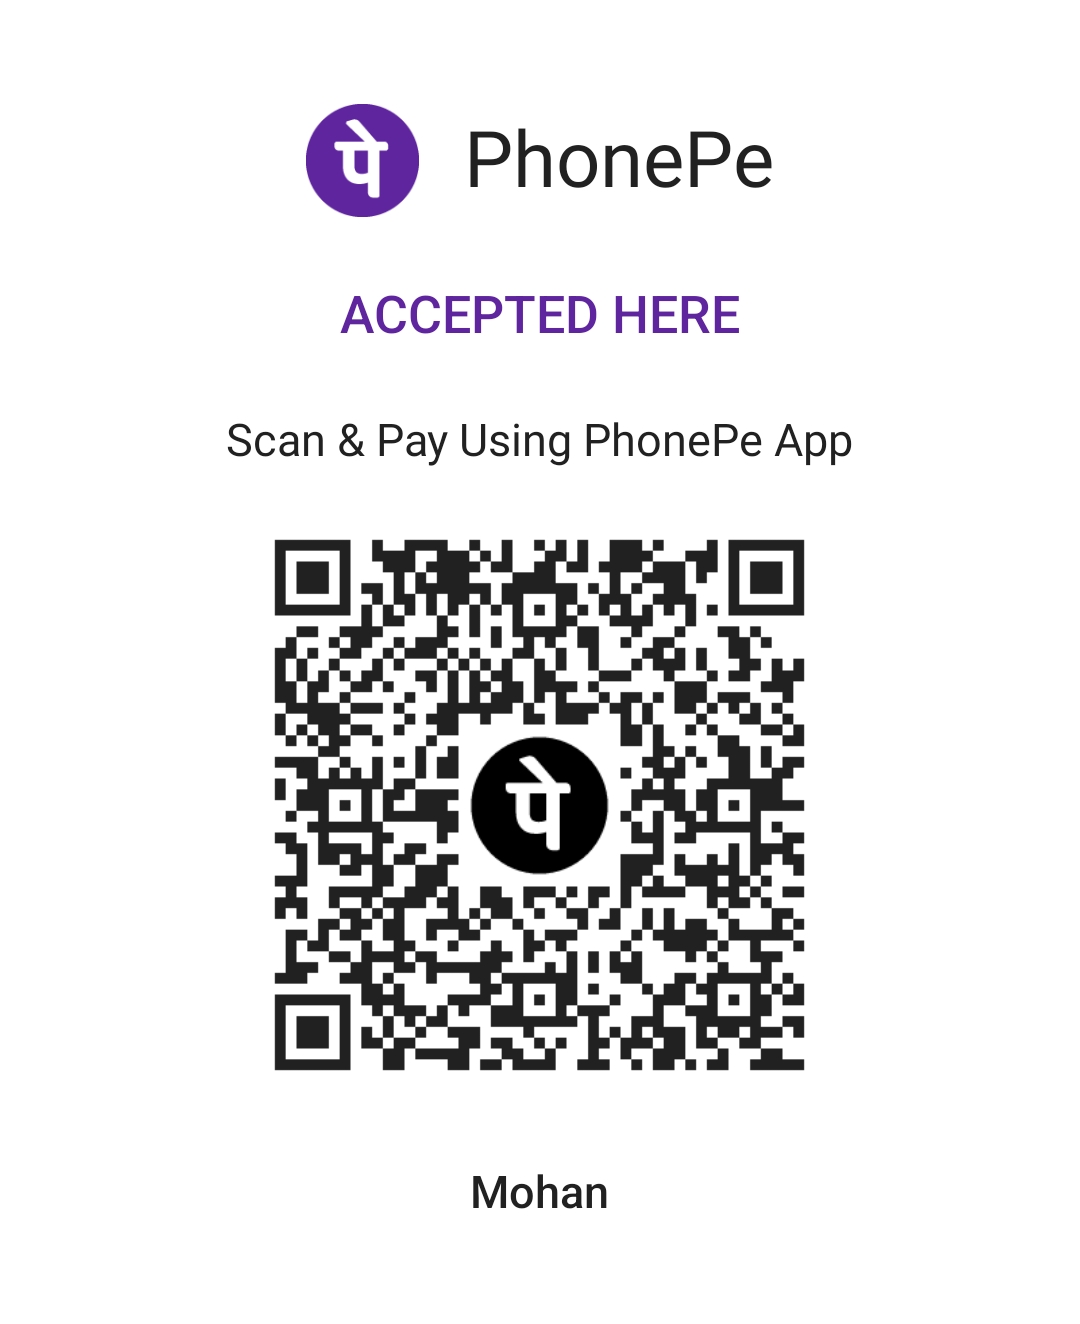 पे PhonePe
ACCEPTED HERE
Scan & Pay Using PhonePe App
पे
Mohan